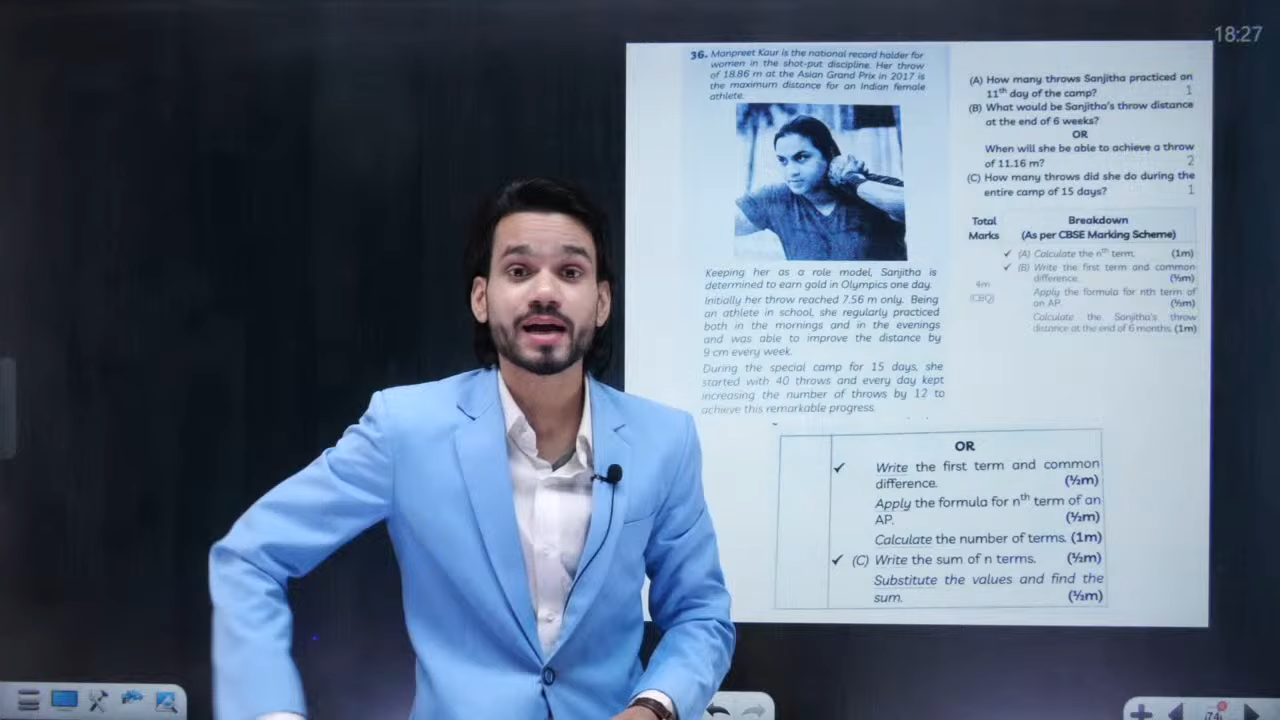 18:27
36. Manpreet Kaur is the national record holder for
women in the shot-put discipline. Her throw
of 18.86 m at the Asian Grand Prix in 2017 is
the maximum distance for an Indian female
athlete.
Keeping her as a role model, Sanjitha is
determined to earn gold in Olympics one day.
Initially her throw reached 7.56 m only. Being
an athlete in school, she regularly practiced
both in the mornings and in the evenings
and was able to improve the distance by
9 cm every week.
During the special camp for 15 days, she
started with 40 throws and every day kept
increasing the number of throws by 12 to
achieve this remarkable progress.
(A) How many throws Sanjitha practiced on
11th day of the camp? 1
(B) What would be Sanjitha's throw distance
at the end of 6 weeks?
OR
When will she be able to achieve a throw
of 11.16 m? 2
(C) How many throws did she do during the
entire camp of 15 days? 1
Total Breakdown
Marks (As per CBSE Marking Scheme)
✓ (A) Calculate the nth term. (1m)
✓ (B) Write the first term and common
difference. (½m)
4m
(CBQ)
Apply the formula for nth term of
an AP. (½m)
Calculate the Sanjitha's throw
distance at the end of 6 months. (1m)
OR
✓ Write the first term and common
difference. (½m)
Apply the formula for nth term of an
AP. (½m)
Calculate the number of terms. (1m)
✓ (C) Write the sum of n terms. (½m)
Substitute the values and find the
sum. (½m)